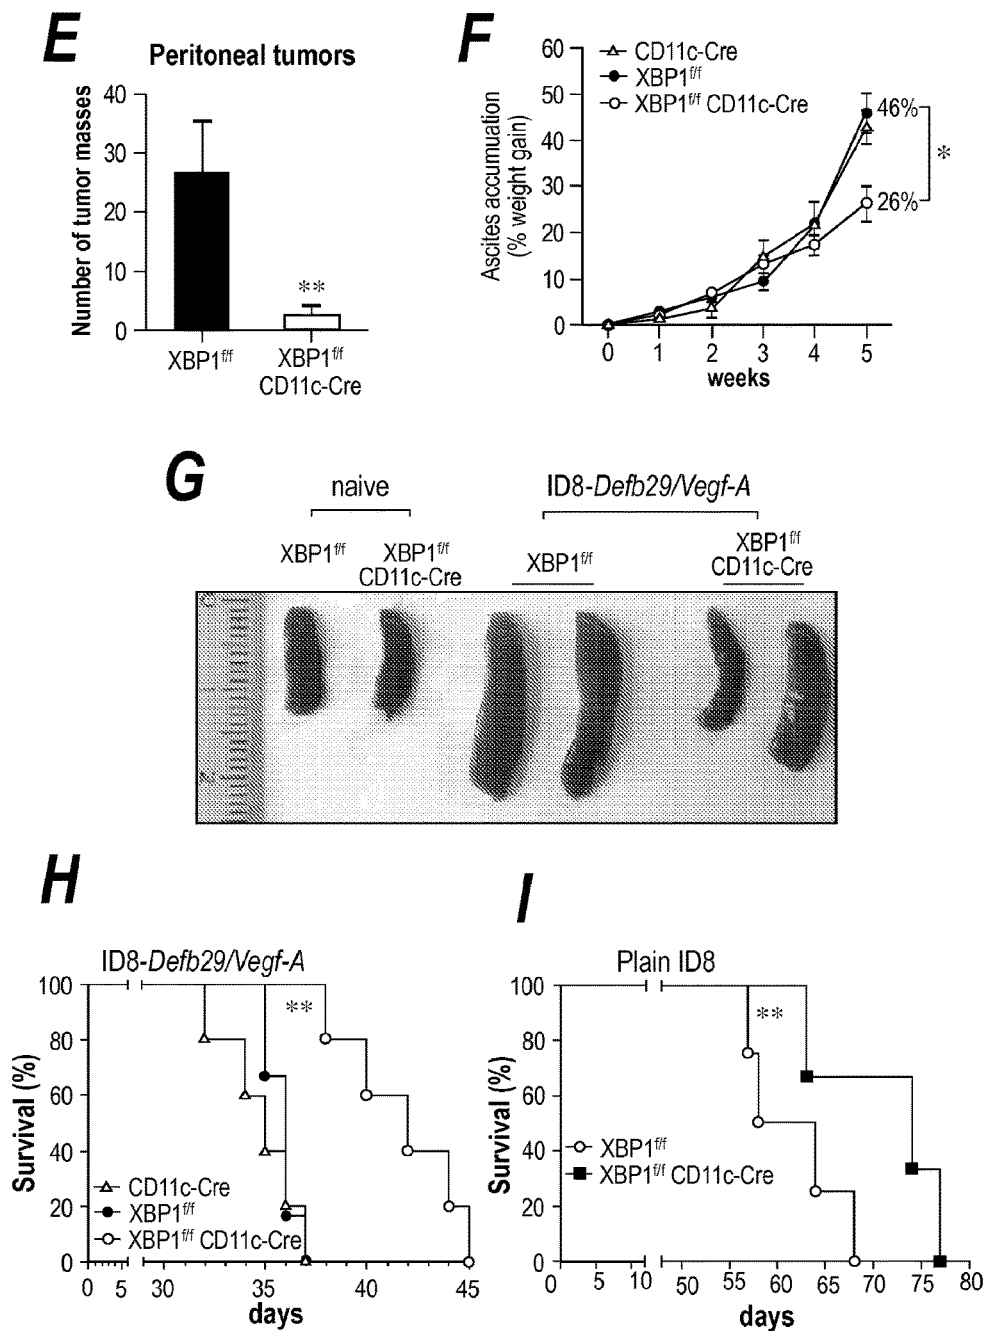 E
Peritoneal tumors
Number of tumor masses
40
30
20
10
0
**
XBP1f/f
XBP1f/f
CD11c-Cre
F
Ascites accumuation
(% weight gain)
60
50
40
30
20
10
0
CD11c-Cre
XBP1f/f
XBP1f/f CD11c-Cre
46%
*
26%
0 1 2 3 4 5
weeks
G
naive
ID8-Defb29/Vegf-A
XBP1f/f
XBP1f/f
CD11c-Cre
XBP1f/f
XBP1f/f
CD11c-Cre
0
1
2
H
ID8-Defb29/Vegf-A
Survival (%)
100
80
60
40
20
0
**
CD11c-Cre
XBP1f/f
XBP1f/f CD11c-Cre
0 5 30 35 40 45
days
I
Plain ID8
Survival (%)
100
80
60
40
20
0
**
XBP1f/f
XBP1f/f CD11c-Cre
0 5 10 50 55 60 65 70 75 80
days